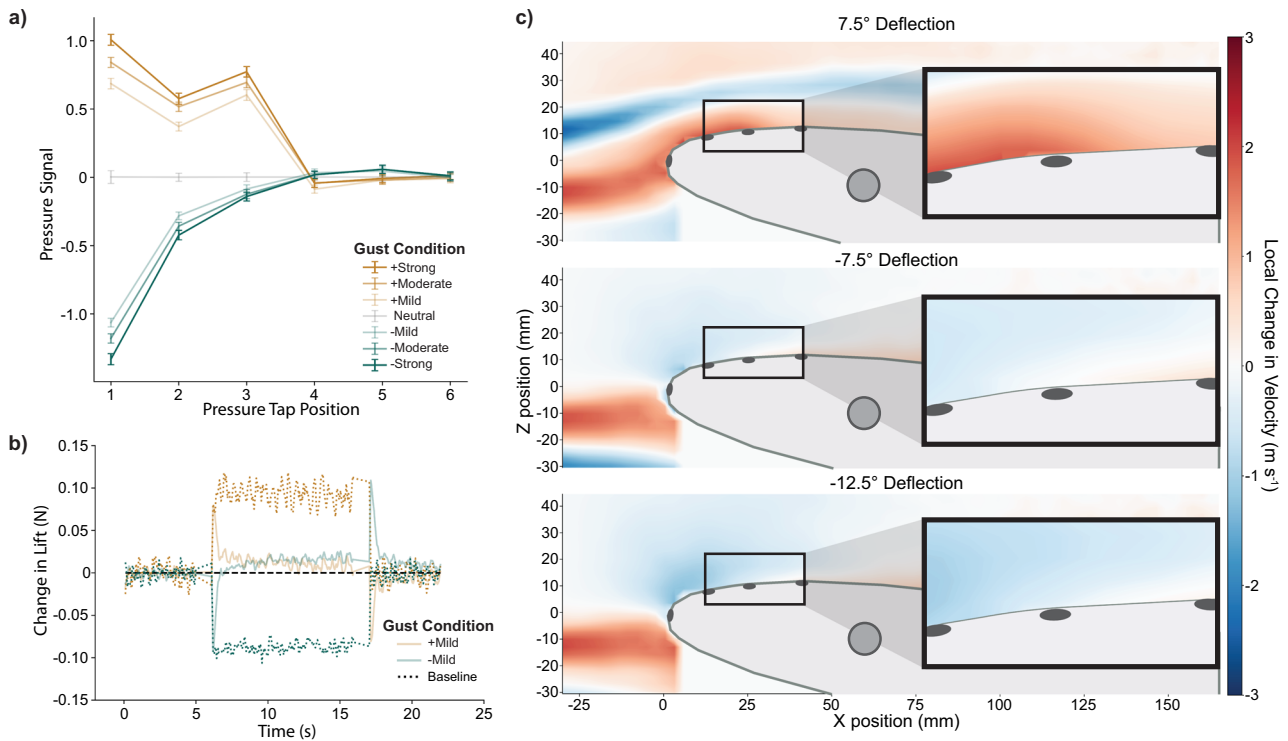 a)
1.0
0.5
0
-0.5
-1.0
Pressure Signal
1 2 3 4 5 6
Pressure Tap Position
Gust Condition
+Strong
+Moderate
+Mild
Neutral
-Mild
-Moderate
-Strong
b)
0.15
0.10
0.050
0
-0.05
-0.10
-0.15
Change in Lift (N)
0 5 10 15 20 25
Time (s)
Gust Condition
+Mild
-Mild
Baseline
c)
7.5° Deflection
40
30
20
10
0
-10
-20
-30
-7.5° Deflection
40
30
20
10
0
-10
-20
-30
Z position (mm)
-12.5° Deflection
40
30
20
10
0
-10
-20
-30
-25 0 25 50 75 100 125 150
X position (mm)
3
2
1
0
-1
-2
-3
Local Change in Velocity (m s⁻¹)